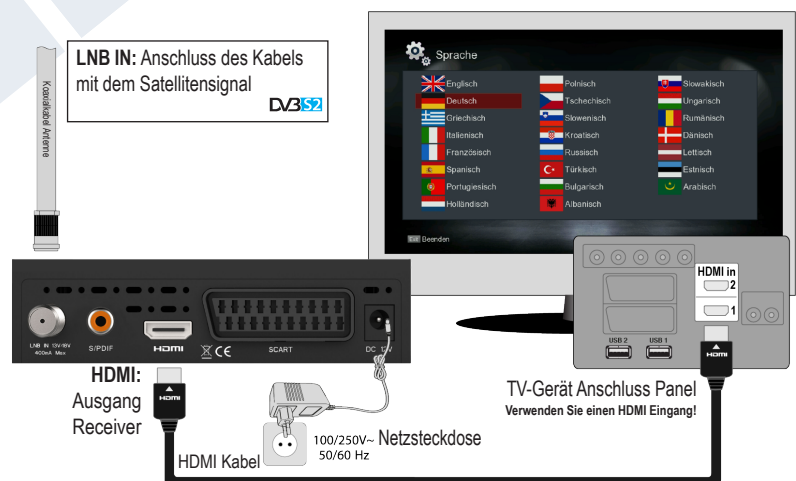 LNB IN: Anschluss des Kabels
mit dem Satellitensignal
DVB S2
Koaxialkabel Antenne
Sprache
Englisch
Deutsch
Griechisch
Italienisch
Französisch
Spanisch
Portugiesisch
Holländisch
Polnisch
Tschechisch
Slowenisch
Kroatisch
Russisch
Türkisch
Bulgarisch
Albanisch
Slowakisch
Ungarisch
Rumänisch
Dänisch
Lettisch
Estnisch
Arabisch
Exit Beenden
HDMI in
2
1
USB 2 USB 1
HDMI
LNB IN 13V-18V
400mA Max
S/PDIF
HDMI
CE
SCART
DC 12V
HDMI:
Ausgang
Receiver
HDMI
HDMI Kabel
100/250V~ Netzsteckdose
50/60 Hz
TV-Gerät Anschluss Panel
Verwenden Sie einen HDMI Eingang!